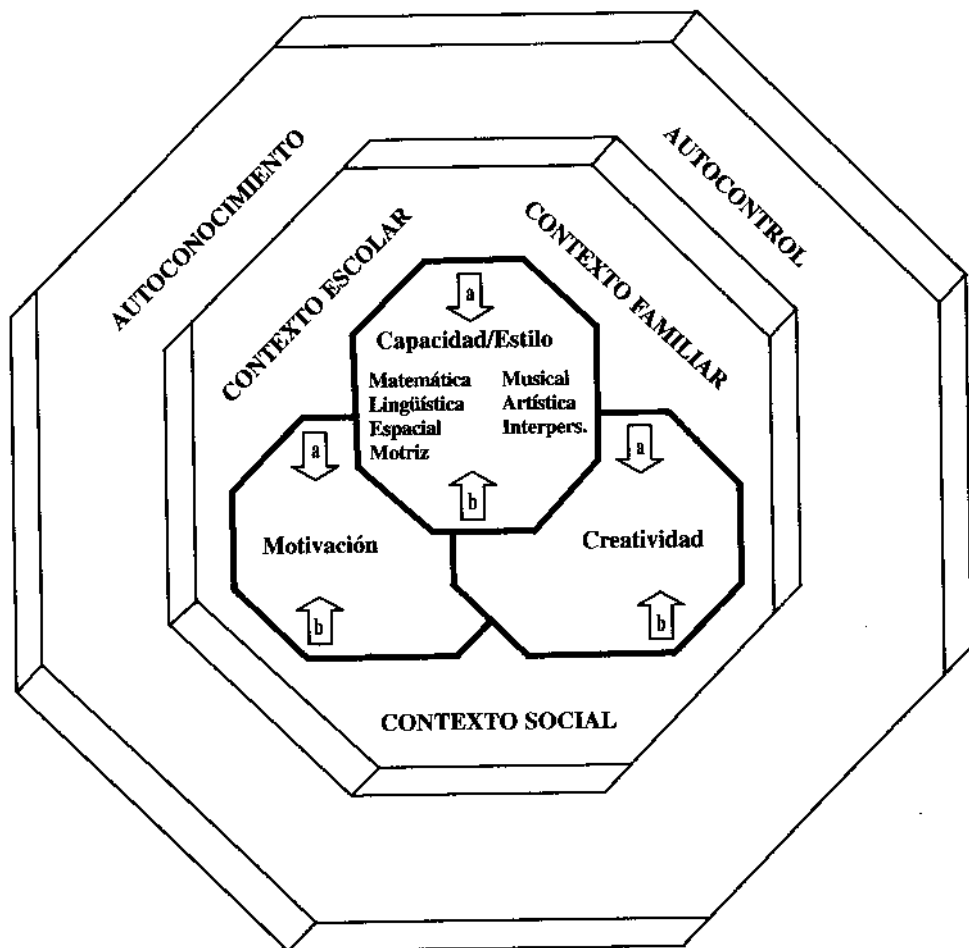 AUTOCONOCIMIENTO
AUTOCONTROL
CONTEXTO ESCOLAR
CONTEXTO FAMILIAR
a
Capacidad/Estilo
Matemática Musical
Lingüística Artística
Espacial Interpers.
Motriz
a
a
b
Motivación
Creatividad
b
b
CONTEXTO SOCIAL